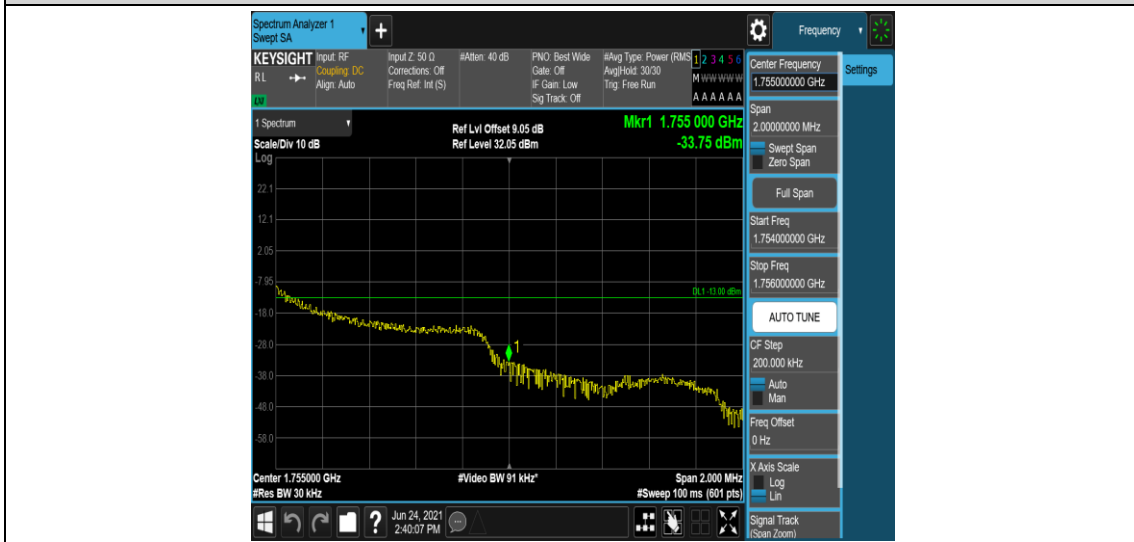 Spectrum Analyzer 1
Swept SA
+
Frequency
KEYSIGHT
RL
LXI
Input: RF
Coupling: DC
Align: Auto
Input Z: 50 Ω
Corrections: Off
Freq Ref: Int (S)
#Atten: 40 dB
PNO: Best Wide
Gate: Off
IF Gain: Low
Sig Track: Off
#Avg Type: Power (RMS
Avg|Hold: 30/30
Trig: Free Run
1 2 3 4 5 6
M W W W W W
A A A A A A
1 Spectrum
Scale/Div 10 dB
Log
Ref Lvl Offset 9.05 dB
Ref Level 32.05 dBm
Mkr1 1.755 000 GHz
-33.75 dBm
22.1
12.1
2.05
-7.95
DL1 -13.00 dBm
-18.0
-28.0
1
-38.0
-48.0
-58.0
Center 1.755000 GHz
#Res BW 30 kHz
#Video BW 91 kHz*
Span 2.000 MHz
#Sweep 100 ms (601 pts)
?
Jun 24, 2021
2:40:07 PM
Center Frequency
1.755000000 GHz
Settings
Span
2.00000000 MHz
Swept Span
Zero Span
Full Span
Start Freq
1.754000000 GHz
Stop Freq
1.756000000 GHz
AUTO TUNE
CF Step
200.000 kHz
Auto
Man
Freq Offset
0 Hz
X Axis Scale
Log
Lin
Signal Track
(Span Zoom)